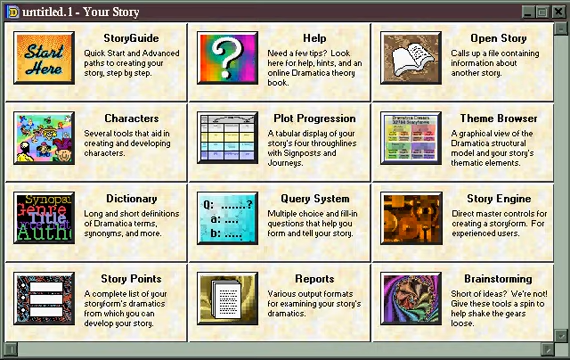 untitled.1 - Your Story
Start
Here
StoryGuide
Quick Start and Advanced
paths to creating your
story, step by step.
?
Help
Need a few tips? Look
here for help, hints, and an
online Dramatica theory
book.
Open Story
Calls up a file containing
information about
another story.
Characters
Several tools that aid in
creating and developing
characters.
Plot Progression
A tabular display of your
story's four throughlines
with Signposts and
Journeys.
Theme Browser
A graphical view of the
Dramatica structural
model and your story's
thematic elements.
Synops
Genre
Title
Autho
Dictionary
Long and short definitions
of Dramatica terms,
synonyms, and more.
Q: .......?
a: ....
b: ....
Query System
Multiple choice and fill-in
questions that help you
form and tell your story.
Story Engine
Direct master controls for
creating a storyform. For
experienced users.
Story Points
A complete list of your
storyform's dramatics
from which you can
develop your story.
Reports
Various output formats
for examining your story's
dramatics.
Brainstorming
Short of ideas? We're not!
Give these tools a spin to
help shake the gears
loose.